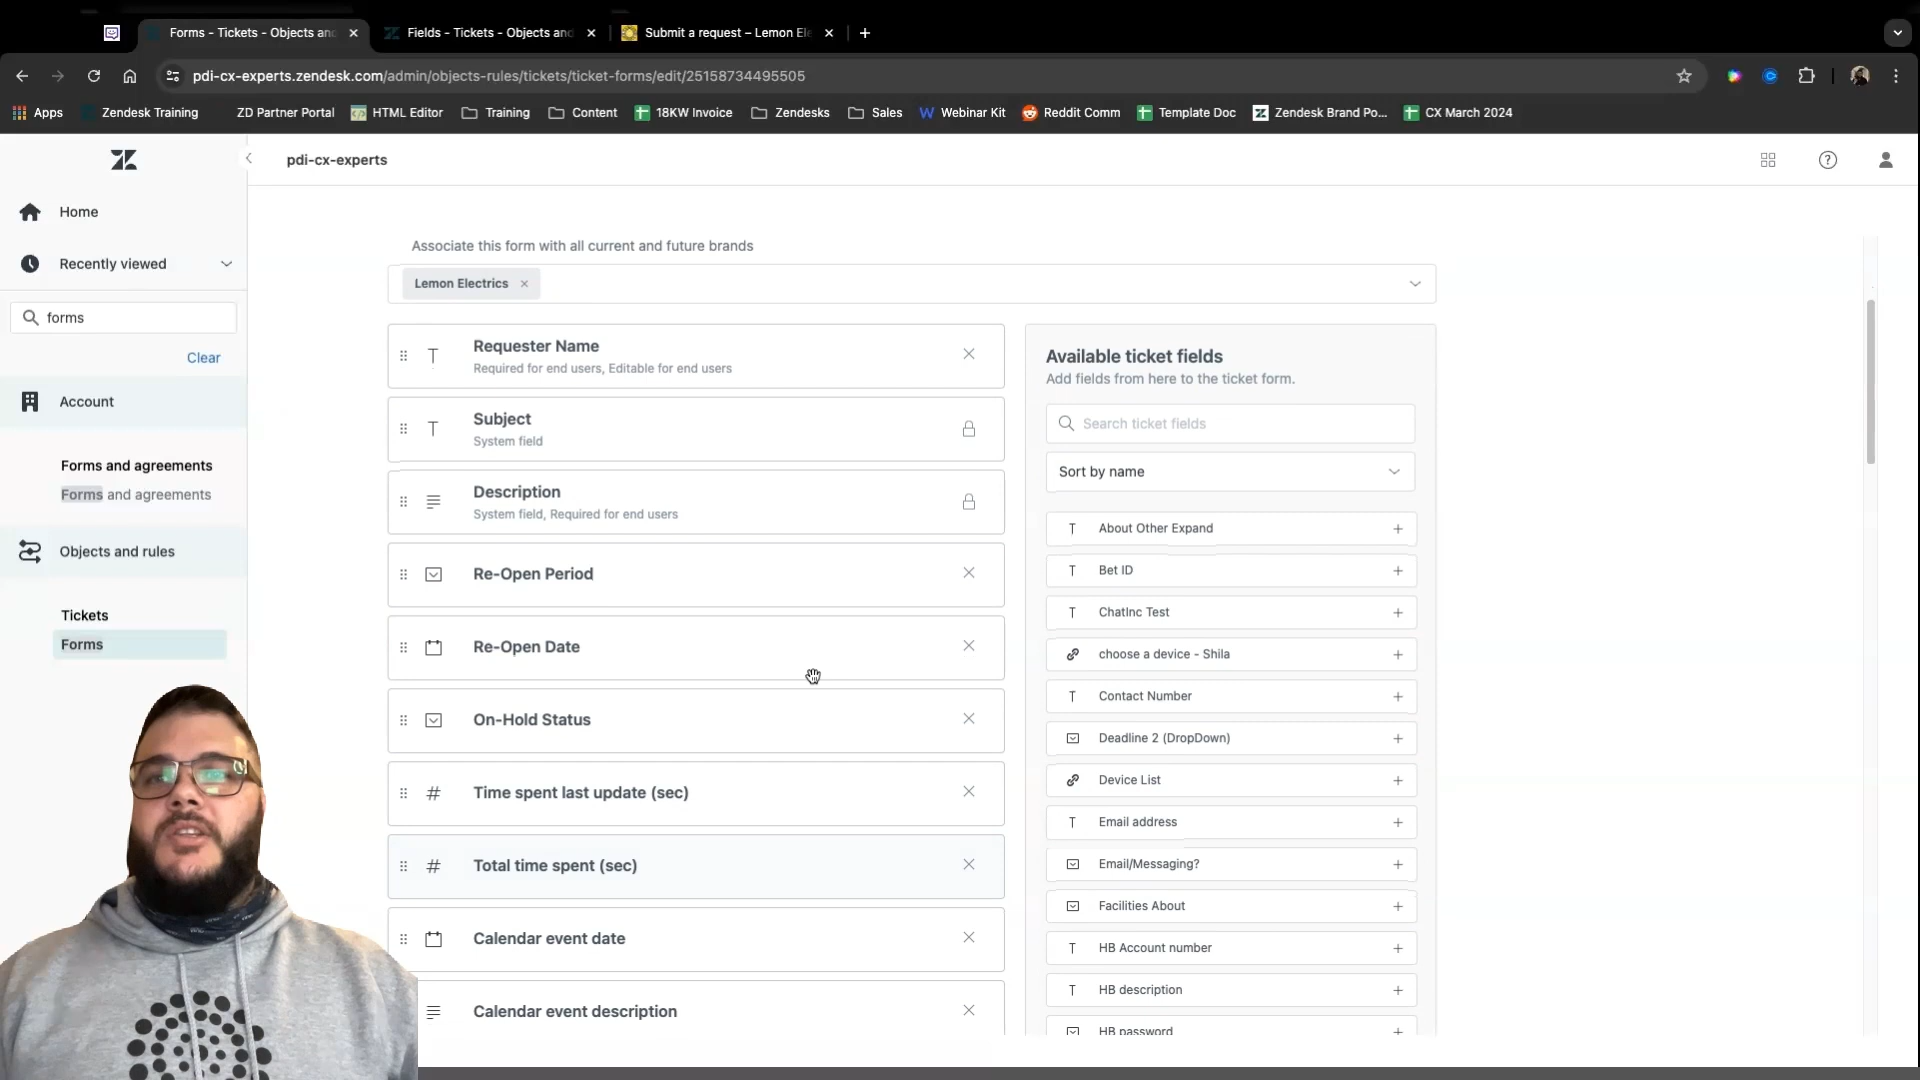 Forms - Tickets - Objects and
Fields - Tickets - Objects and
Submit a request – Lemon Ele
pdi-cx-experts.zendesk.com/admin/objects-rules/tickets/ticket-forms/edit/25158734495505
Apps
Zendesk Training
ZD Partner Portal
HTML Editor
Training
Content
18KW Invoice
Zendesks
Sales
Webinar Kit
Reddit Comm
Template Doc
Zendesk Brand Po...
CX March 2024
pdi-cx-experts
Home
Recently viewed
forms
Clear
Account
Forms and agreements
Forms and agreements
Objects and rules
Tickets
Forms
Associate this form with all current and future brands
Lemon Electrics
Requester Name
Required for end users, Editable for end users
Subject
System field
Description
System field, Required for end users
Re-Open Period
Re-Open Date
On-Hold Status
Time spent last update (sec)
Total time spent (sec)
Calendar event date
Calendar event description
Available ticket fields
Add fields from here to the ticket form.
Search ticket fields
Sort by name
About Other Expand
Bet ID
ChatInc Test
choose a device - Shila
Contact Number
Deadline 2 (DropDown)
Device List
Email address
Email/Messaging?
Facilities About
HB Account number
HB description
HB password